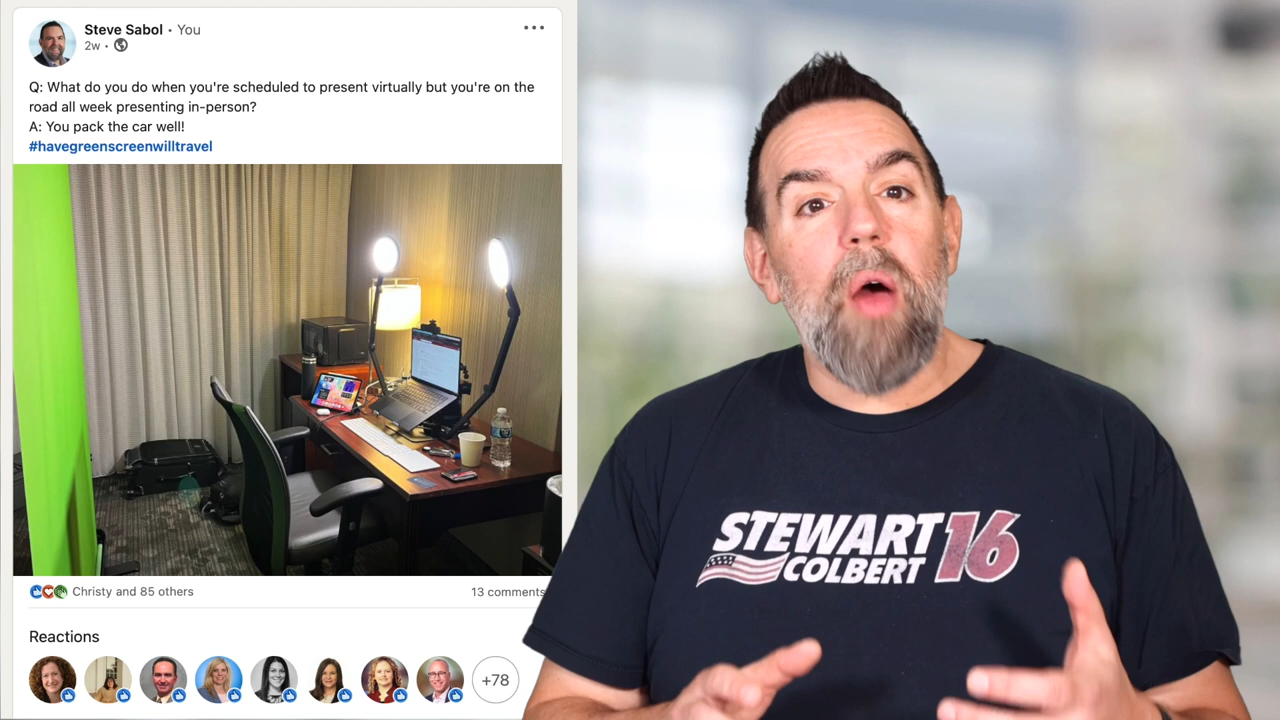 Steve Sabol • You
2w •
Q: What do you do when you're scheduled to present virtually but you're on the
road all week presenting in-person?
A: You pack the car well!
#havegreenscreenwilltravel
Christy and 85 others
13 comments
Reactions
+78
STEWART 16
COLBERT